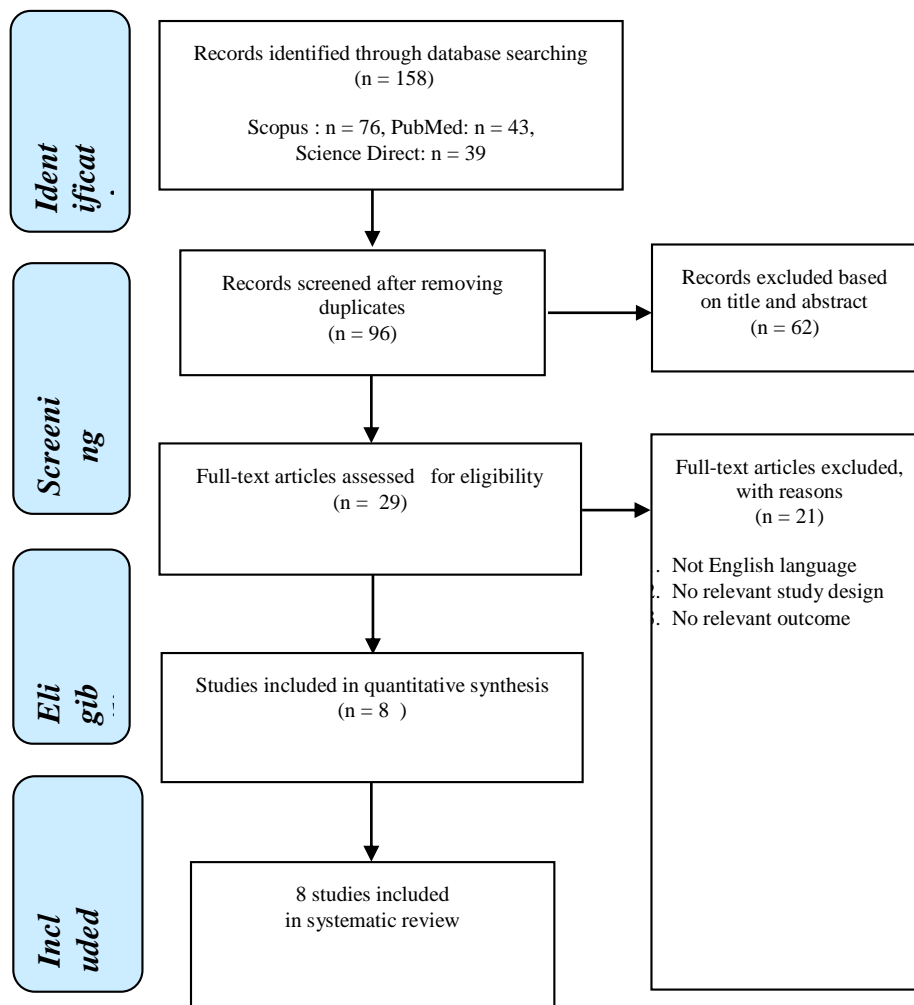 Ident
ificat
Records identified through database searching
(n = 158)
Scopus : n = 76, PubMed: n = 43,
Science Direct: n = 39
Screeni
ng
Records screened after removing
duplicates
(n = 96)
Records excluded based
on title and abstract
(n = 62)
Full-text articles assessed for eligibility
(n = 29)
Full-text articles excluded,
with reasons
(n = 21)
. Not English language
2. No relevant study design
3. No relevant outcome
Eli
gib
Studies included in quantitative synthesis
(n = 8 )
Incl
uded
8 studies included
in systematic review